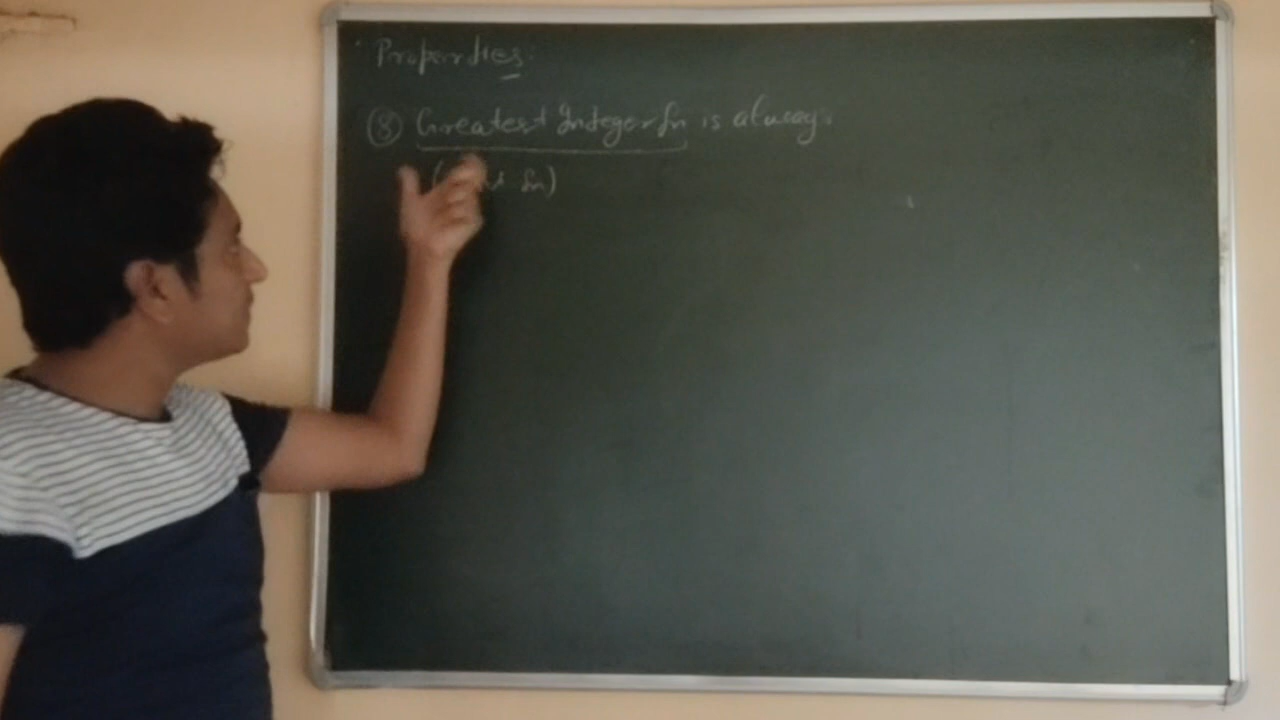 Properties:
⑧ Greatest Integer fn is always
fn)